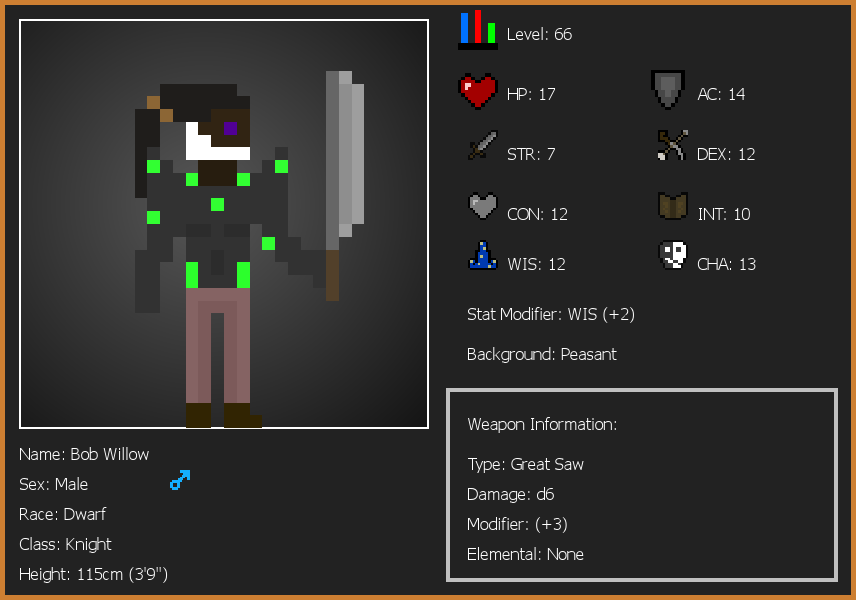 Level: 66
HP: 17
AC: 14
STR: 7
DEX: 12
CON: 12
INT: 10
WIS: 12
CHA: 13
Stat Modifier: WIS (+2)
Background: Peasant
Weapon Information:
Type: Great Saw
Damage: d6
Modifier: (+3)
Elemental: None
Name: Bob Willow
Sex: Male
Race: Dwarf
Class: Knight
Height: 115cm (3'9")